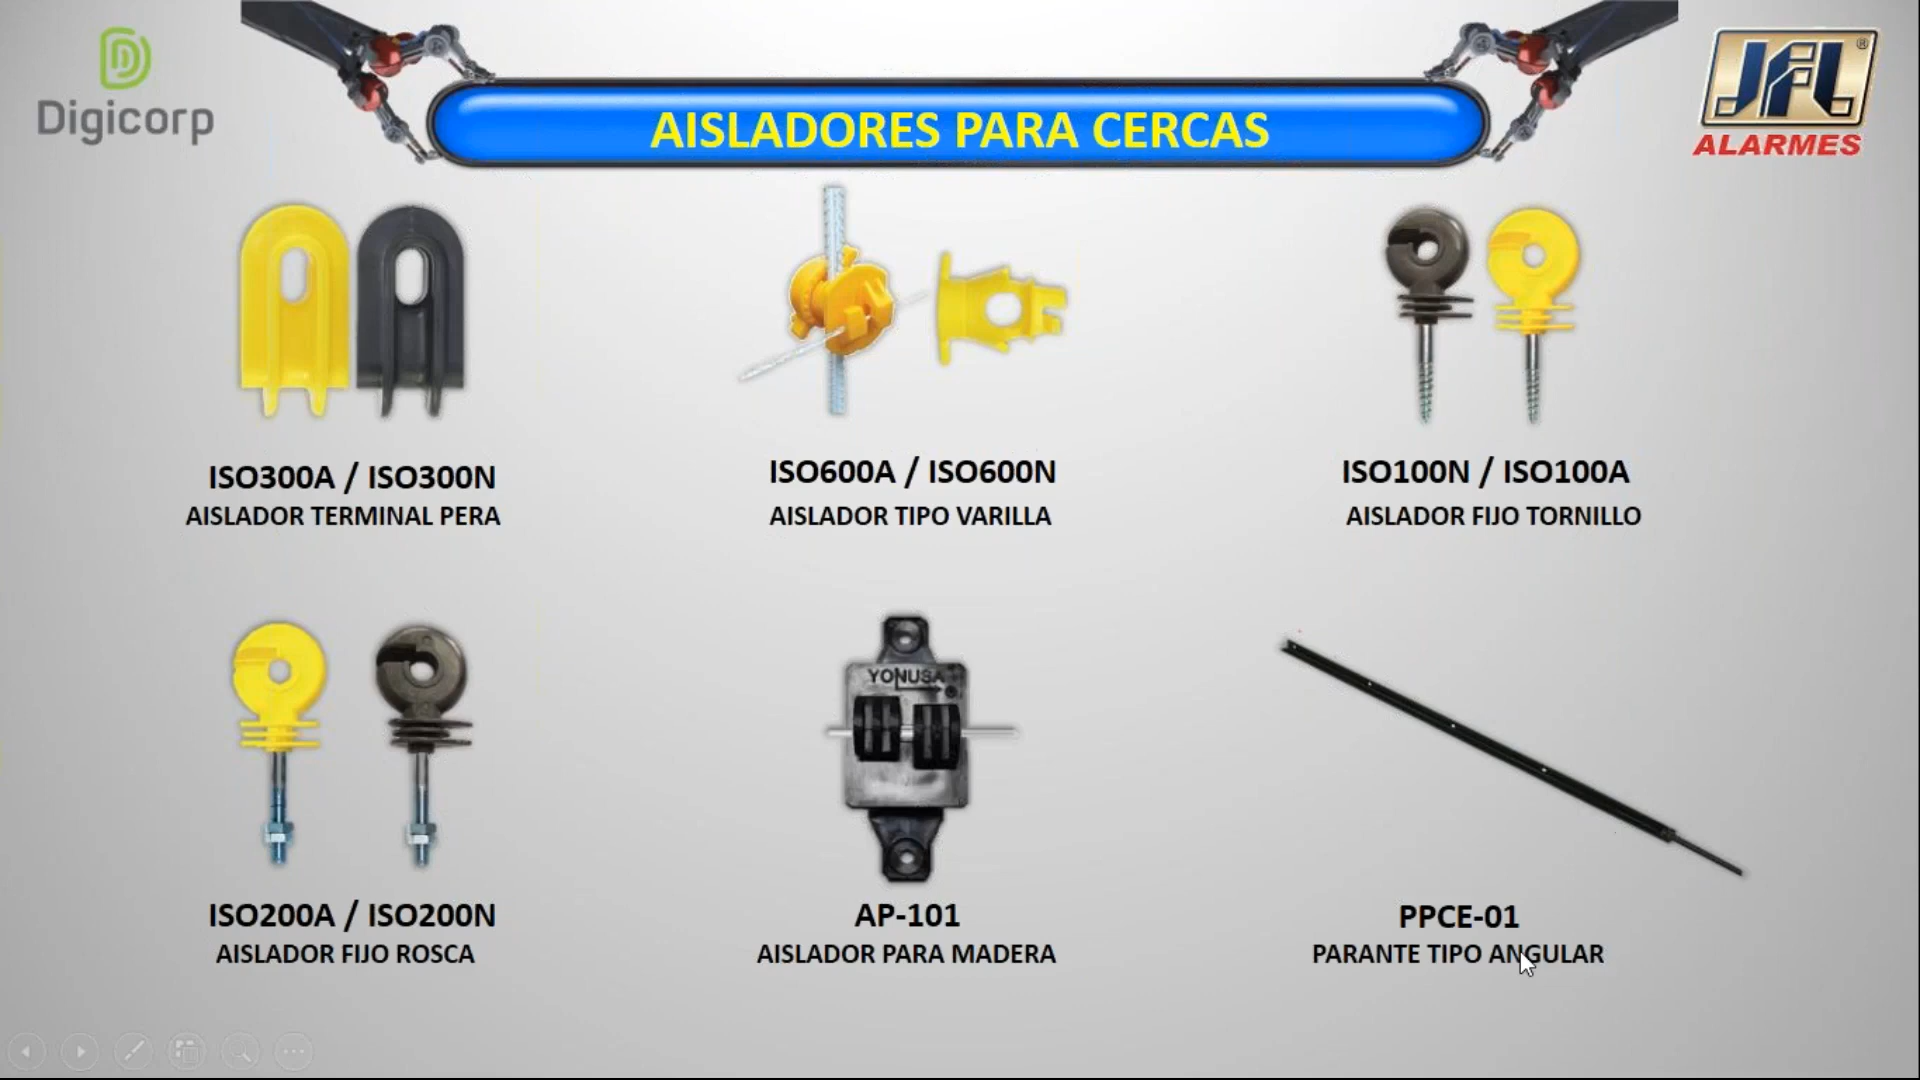 Digicorp
AISLADORES PARA CERCAS
JFL®
ALARMES
ISO300A / ISO300N
AISLADOR TERMINAL PERA
ISO600A / ISO600N
AISLADOR TIPO VARILLA
ISO100N / ISO100A
AISLADOR FIJO TORNILLO
YONUSA
ISO200A / ISO200N
AISLADOR FIJO ROSCA
AP-101
AISLADOR PARA MADERA
PPCE-01
PARANTE TIPO ANGULAR